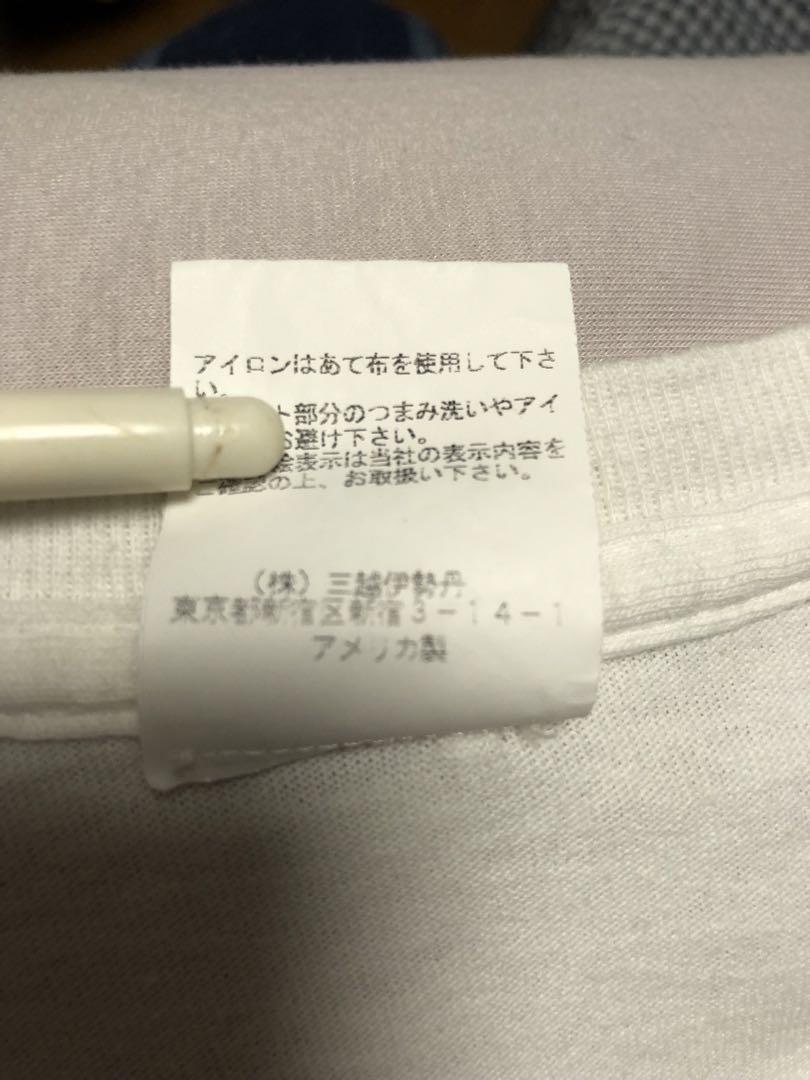 アイロンはあて布を使用して下さ
い。
ト部分のつまみ洗いやアイ
お避け下さい。
絵表示は当社の表示内容を
ご確認の上、お取扱い下さい。
(株)三越伊勢丹
東京都新宿区新宿3-14-1
アメリカ製